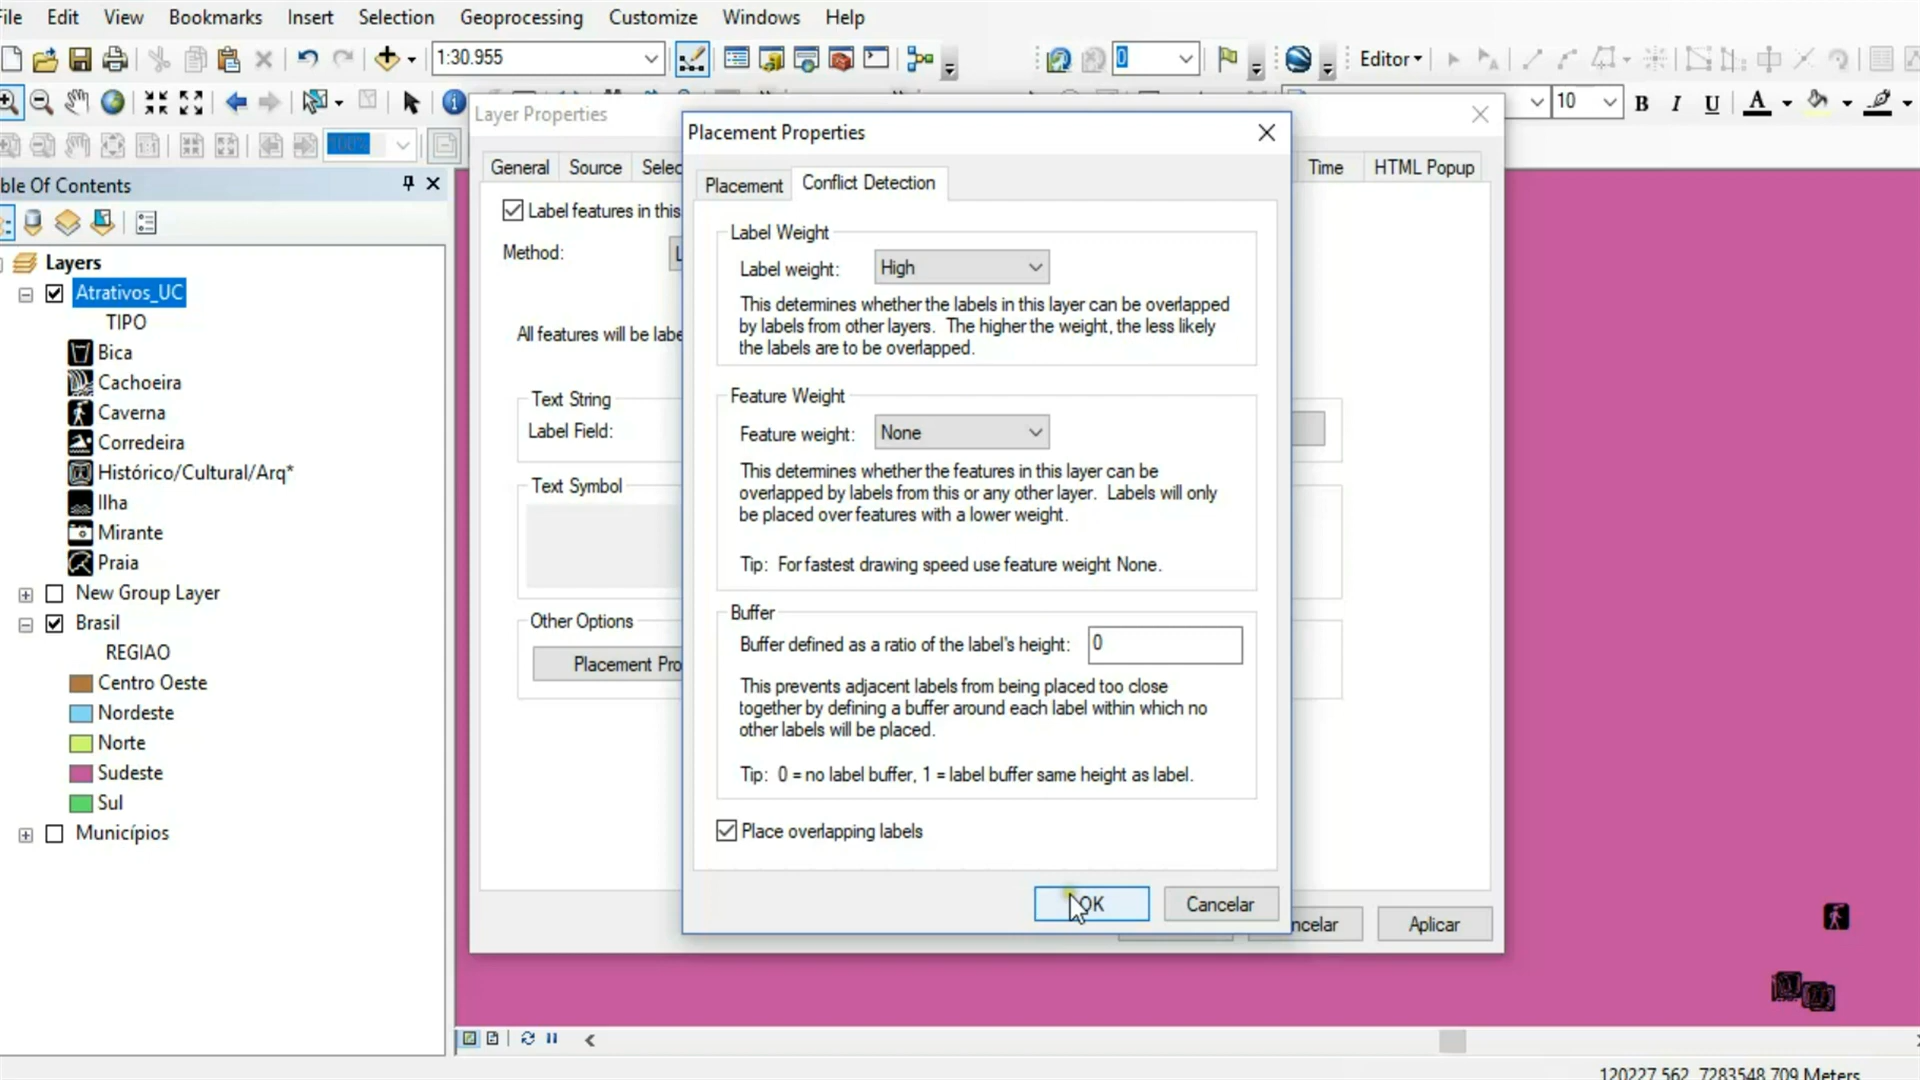 File Edit View Bookmarks Insert Selection Geoprocessing Customize Windows Help
1:30.955
0
Editor
10 B I U A
100%
ble Of Contents
Layers
Atrativos_UC
TIPO
Bica
Cachoeira
Caverna
Corredeira
Histórico/Cultural/Arq*
Ilha
Mirante
Praia
New Group Layer
Brasil
REGIAO
Centro Oeste
Nordeste
Norte
Sudeste
Sul
Municípios
Layer Properties
General Source Selec Time HTML Popup
Label features in this
Method:
All features will be labe
Text String
Label Field:
Text Symbol
Other Options
Placement Pro
ncelar Aplicar
Placement Properties
Placement Conflict Detection
Label Weight
Label weight: High
This determines whether the labels in this layer can be overlapped
by labels from other layers. The higher the weight, the less likely
the labels are to be overlapped.
Feature Weight
Feature weight: None
This determines whether the features in this layer can be
overlapped by labels from this or any other layer. Labels will only
be placed over features with a lower weight.
Tip: For fastest drawing speed use feature weight None.
Buffer
Buffer defined as a ratio of the label's height: 0
This prevents adjacent labels from being placed too close
together by defining a buffer around each label within which no
other labels will be placed.
Tip: 0 = no label buffer, 1 = label buffer same height as label.
Place overlapping labels
OK Cancelar
120227,562 7283548,709 Meters